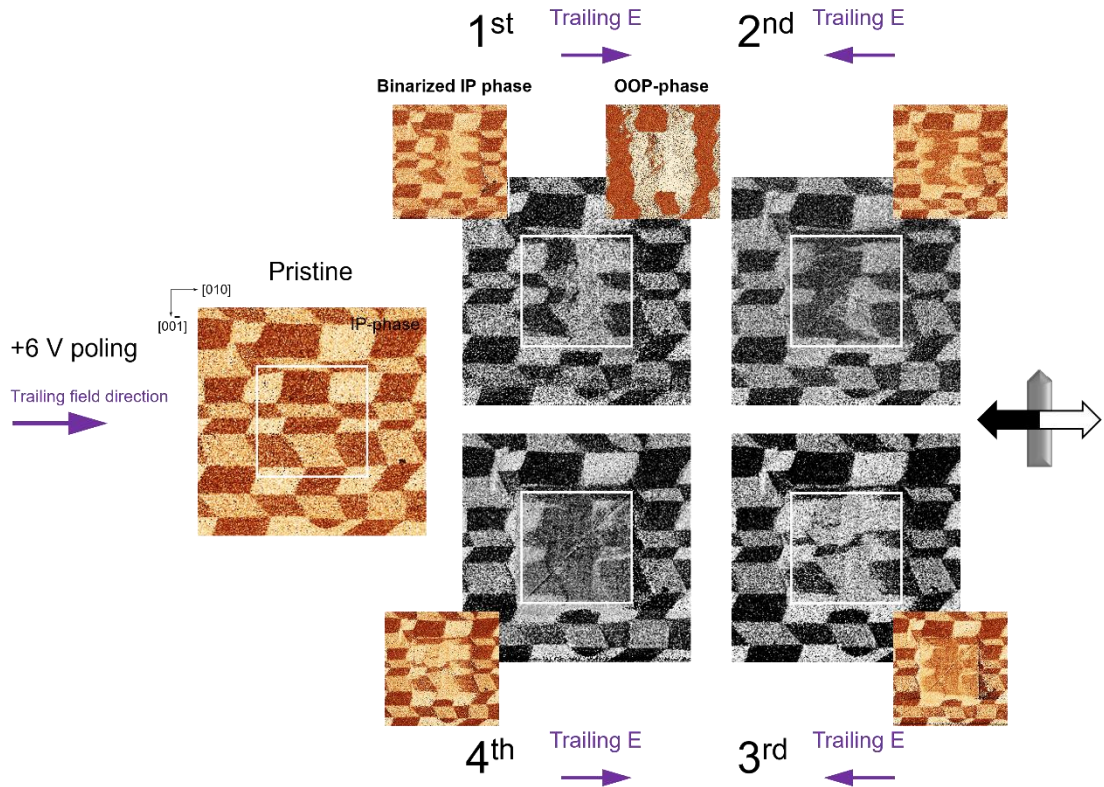 1st
Trailing E
2nd
Trailing E
Binarized IP phase
OOP-phase
Pristine
[010]
[001̄]
IP-phase
+6 V poling
Trailing field direction
4th
Trailing E
3rd
Trailing E